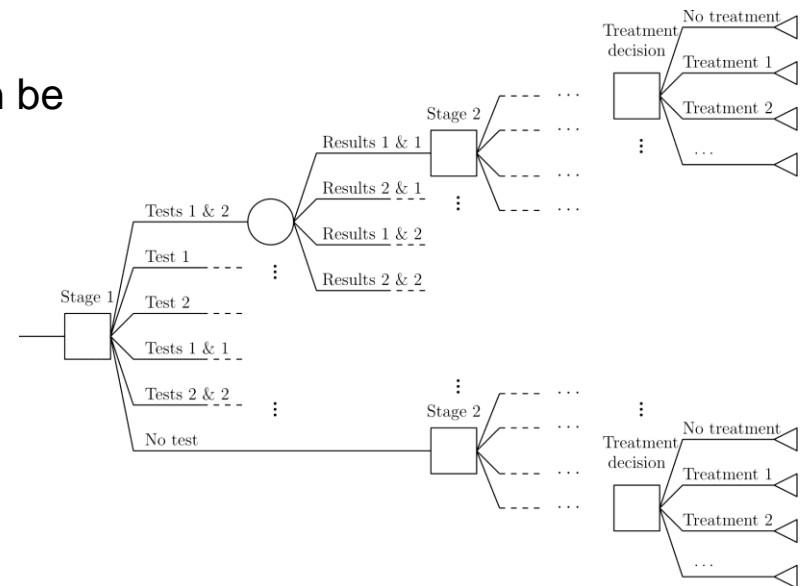 n be
Stage 1
Tests 1 & 2
Test 1
Test 2
Tests 1 & 1
Tests 2 & 2
No test
⋮
⋮
Results 1 & 1
Results 2 & 1
Results 1 & 2
Results 2 & 2
Stage 2
⋮
...
...
...
...
Treatment
decision
⋮
No treatment
Treatment 1
Treatment 2
...
⋮
Stage 2
...
...
...
...
⋮
Treatment
decision
No treatment
Treatment 1
Treatment 2
...